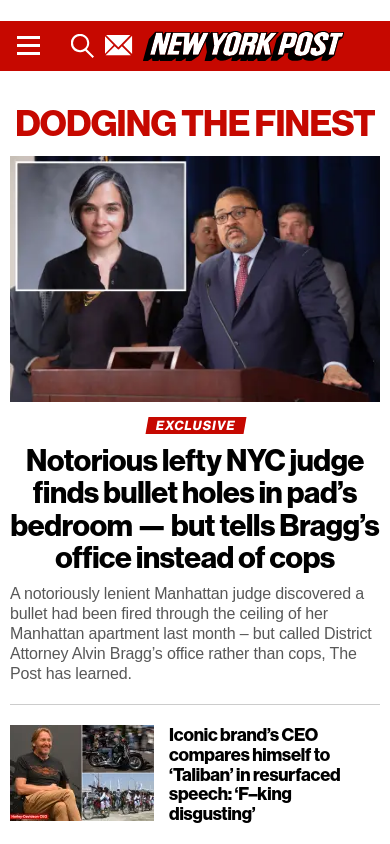 NEW YORK POST
DODGING THE FINEST
EXCLUSIVE
Notorious lefty NYC judge
finds bullet holes in pad’s
bedroom — but tells Bragg’s
office instead of cops
A notoriously lenient Manhattan judge discovered a
bullet had been fired through the ceiling of her
Manhattan apartment last month – but called District
Attorney Alvin Bragg’s office rather than cops, The
Post has learned.
Iconic brand’s CEO
compares himself to
‘Taliban’ in resurfaced
speech: ‘F--king
disgusting’
Harley-Davidson CEO